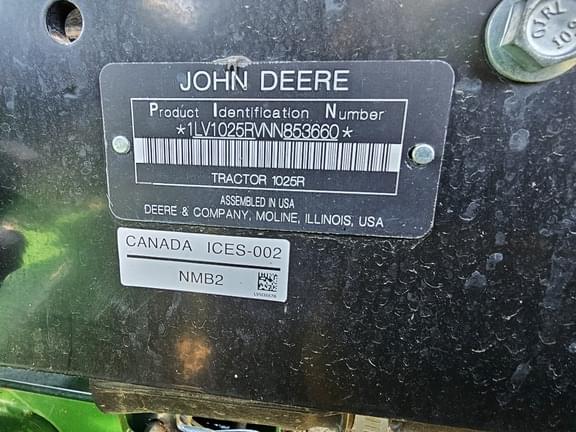 JOHN DEERE
Product Identification Number
*1LV1025RVNN853660*
TRACTOR 1025R
ASSEMBLED IN USA
DEERE & COMPANY, MOLINE, ILLINOIS, USA
CANADA ICES-002
NMB2